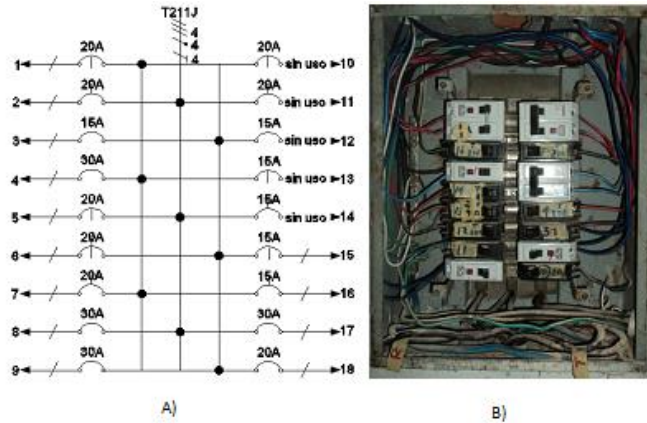 T211J
4
4
4
20A 20A
1 sin uso 10
20A 20A
2 sin uso 11
15A 15A
3 sin uso 12
30A 15A
4 sin uso 13
20A 15A
5 sin uso 14
20A 15A
6 15
20A 15A
7 16
30A 30A
8 17
30A 20A
9 18
A) B)